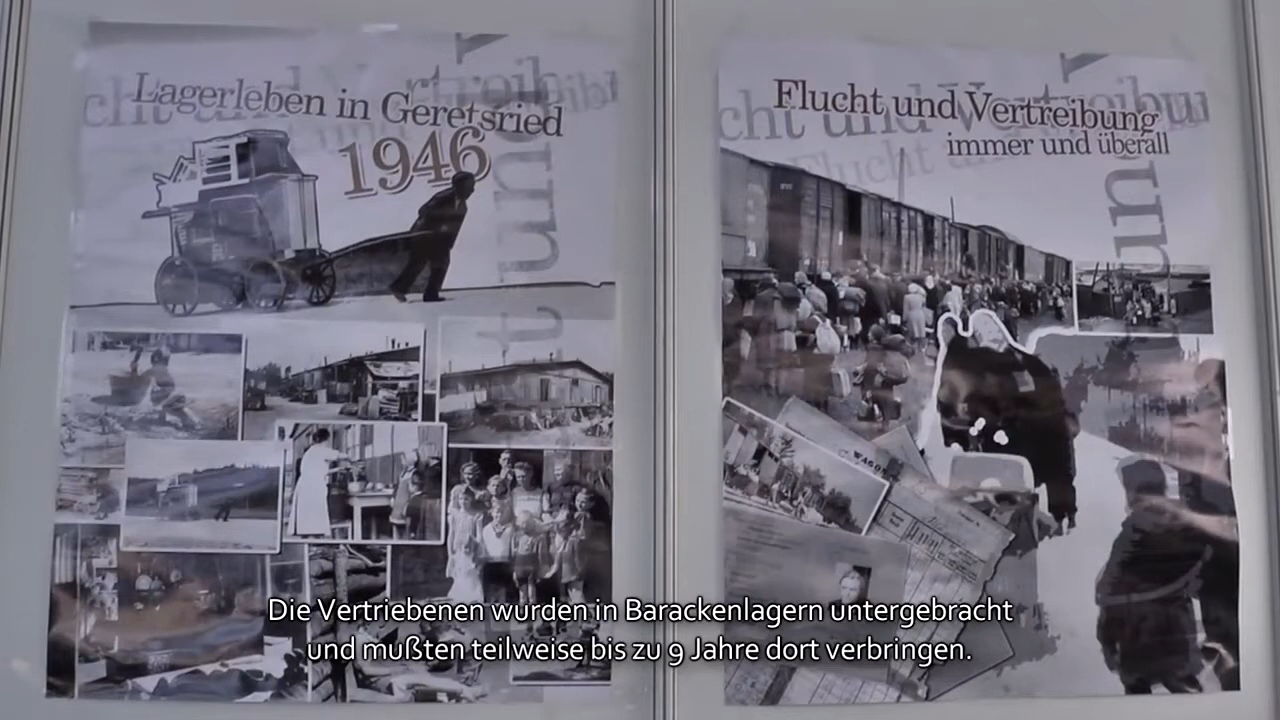 Lagerleben in Geretsried
1946
Flucht und Vertreibung
immer und überall
WAGON
Die Vertriebenen wurden in Barackenlagern untergebracht
und mußten teilweise bis zu 9 Jahre dort verbringen.